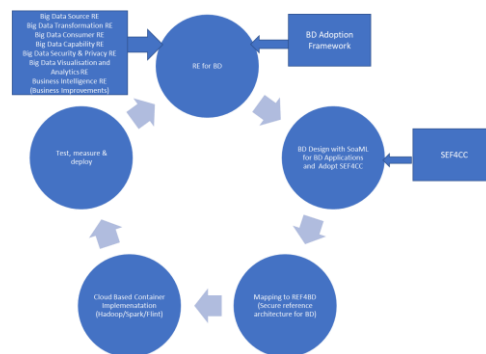 Big Data Source RE
Big Data Transformation RE
Big Data Consumer RE
Big Data Capability RE
Big Data Security & Privacy RE
Big Data Visualisation and
Analytics RE
Business Intelligence RE
(Business Improvements)
RE for BD
BD Adoption
Framework
BD Design with SoaML
for BD Applications
and Adopt SEF4CC
SEF4CC
Mapping to REF4BD
(Secure reference
architecture for BD)
Cloud Based Container
Implemenatation
(Hadoop/Spark/Flint)
Test, measure &
deploy